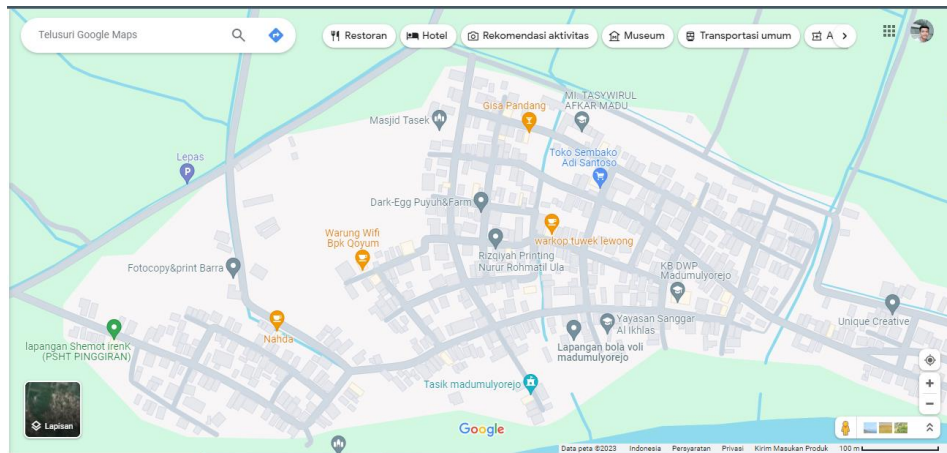 Telusuri Google Maps
Restoran
Hotel
Rekomendasi aktivitas
Museum
Transportasi umum
A
MI. TASYWIRUL
AFKAR MADU
Gisa Pandang
Masjid Tasek
Toko Sembako
Adi Santoso
Lepas
P
Dark-Egg Puyuh&Farm
Warung Wifi
Bpk Qoyum
warkop tuwek lewong
Rizqiyah Printing
Nurur Rohmatil Ula
Fotocopy&print Barra
KB DWP
Madumulyorejo
Yayasan Sanggar
Al Ikhlas
Unique Creative
lapangan Shemot irenK
(PSHT PINGGIRAN)
Nahda
Lapangan bola voli
madumulyorejo
Tasik madumulyorejo
Lapisan
Google
Data peta ©2023 Indonesia Persyaratan Privasi Kirim Masukan Produk 100 m